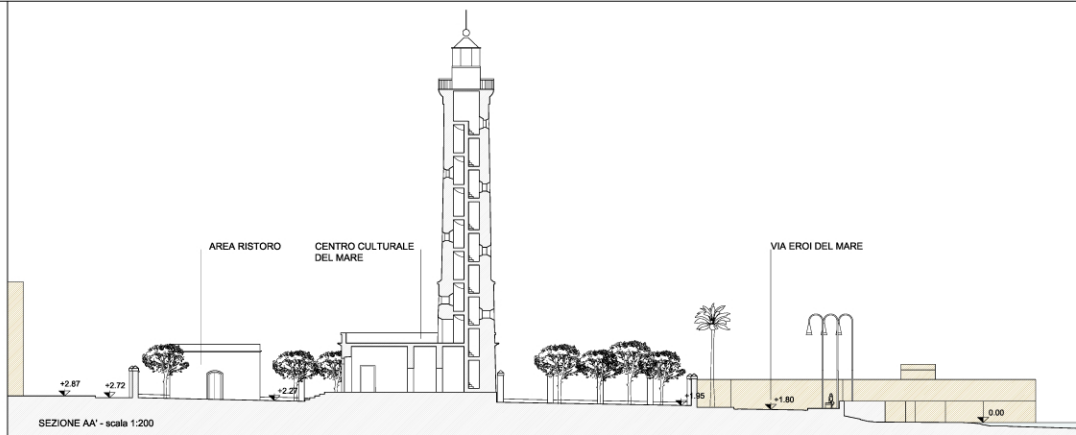 AREA RISTORO
CENTRO CULTURALE
DEL MARE
VIA EROI DEL MARE
+2.87
+2.72
+2.27
+1.95
+1.80
0.00
SEZIONE AA' - scala 1:200